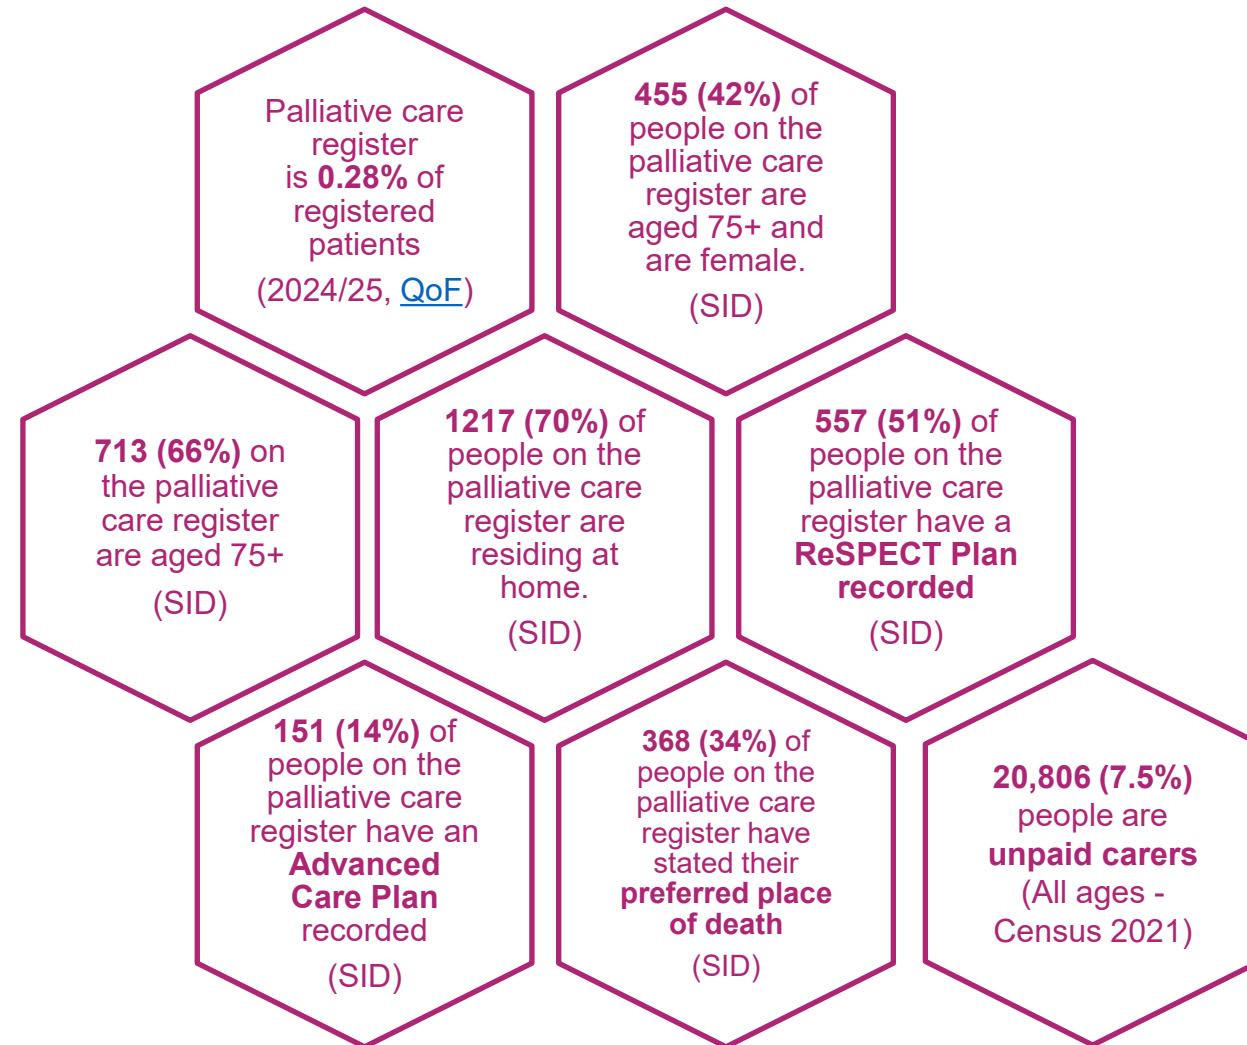 Palliative care
register
is 0.28% of
registered
patients
(2024/25, QoF)
455 (42%) of
people on the
palliative care
register are
aged 75+ and
are female.
(SID)
713 (66%) on
the palliative
care register
are aged 75+
(SID)
1217 (70%) of
people on the
palliative care
register are
residing at
home.
(SID)
557 (51%) of
people on the
palliative care
register have a
ReSPECT Plan
recorded
(SID)
151 (14%) of
people on the
palliative care
register have an
Advanced
Care Plan
recorded
(SID)
368 (34%) of
people on the
palliative care
register have
stated their
preferred place
of death
(SID)
20,806 (7.5%)
people are
unpaid carers
(All ages -
Census 2021)